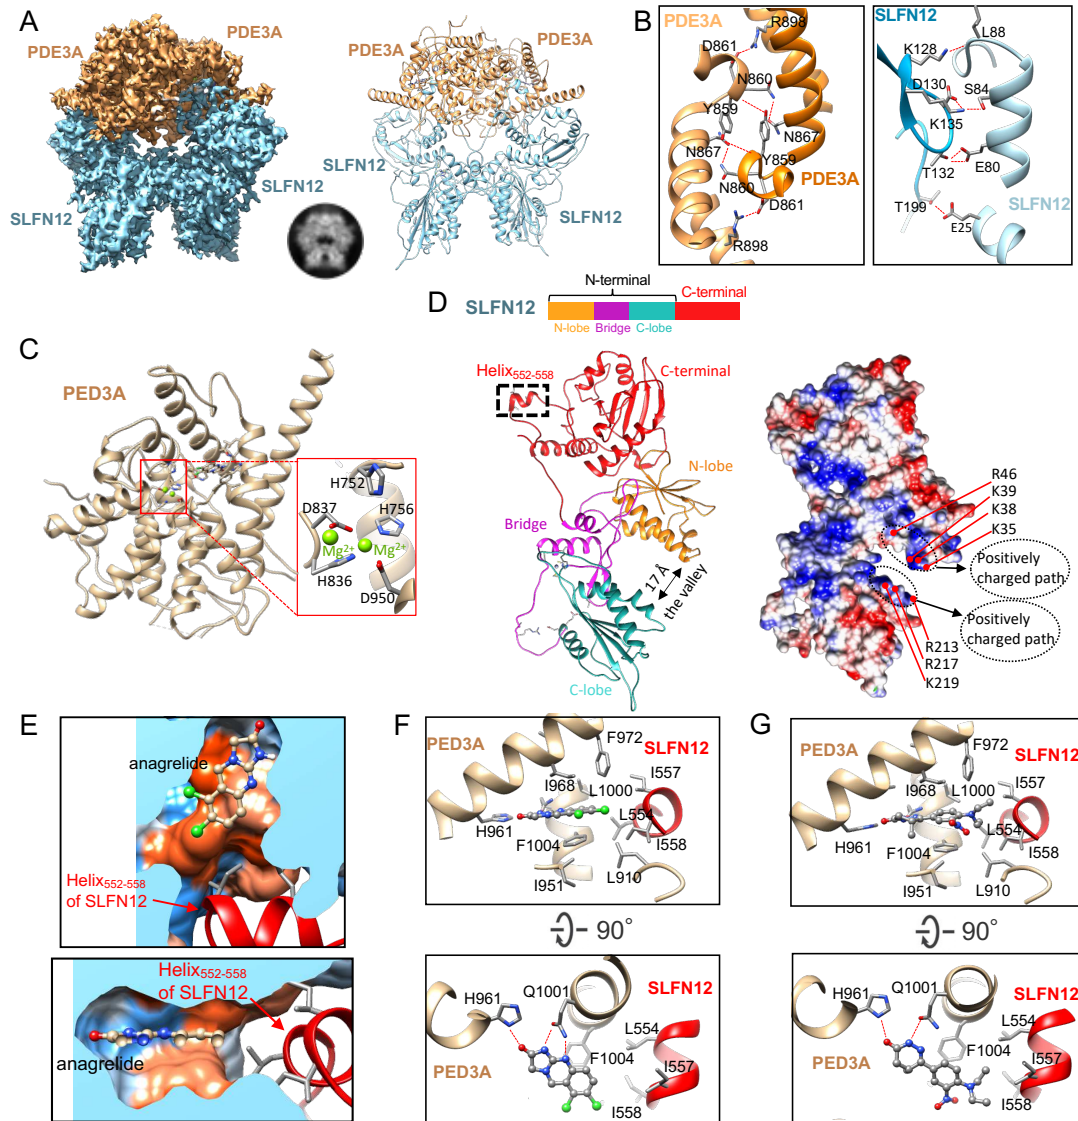 A
PDE3A
PDE3A
SLFN12
SLFN12
PDE3A
PDE3A
SLFN12
SLFN12
B
PDE3A
R898
D861
N860
Y859
N867
N867
Y859
N860
PDE3A
D861
R898
SLFN12
L88
K128
D130
S84
K135
T132
E80
T199
SLFN12
E25
C
PED3A
H752
D837
H756
Mg2+
Mg2+
H836
D950
D
N-terminal
SLFN12
C-terminal
N-lobe
Bridge
C-lobe
Helix552-558
C-terminal
N-lobe
Bridge
17 Å
the valley
C-lobe
R46
K39
K38
K35
Positively
charged path
Positively
charged path
R213
R217
K219
E
anagrelide
Helix552-558
of SLFN12
Helix552-558
of SLFN12
anagrelide
F
PED3A
F972
SLFN12
I968
L1000
I557
H961
L554
F1004
I558
I951
L910
90°
H961
Q1001
SLFN12
L554
F1004
PED3A
I557
I558
G
PED3A
F972
SLFN12
I968
L1000
I557
H961
L554
F1004
I558
I951
L910
90°
H961
Q1001
SLFN12
L554
F1004
PED3A
I557
I558